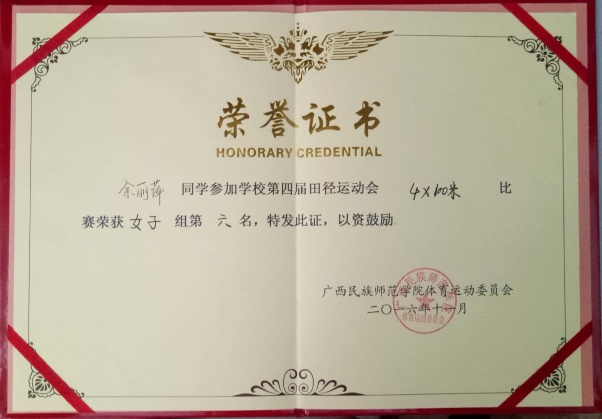 荣誉证书
HONORARY CREDENTIAL
余丽萍 同学参加学校第四届田径运动会 4×100米 比
赛荣获 女子 组第 六 名，特发此证，以资鼓励
广西民族师范学院体育运动委员会
二〇一六年十一月